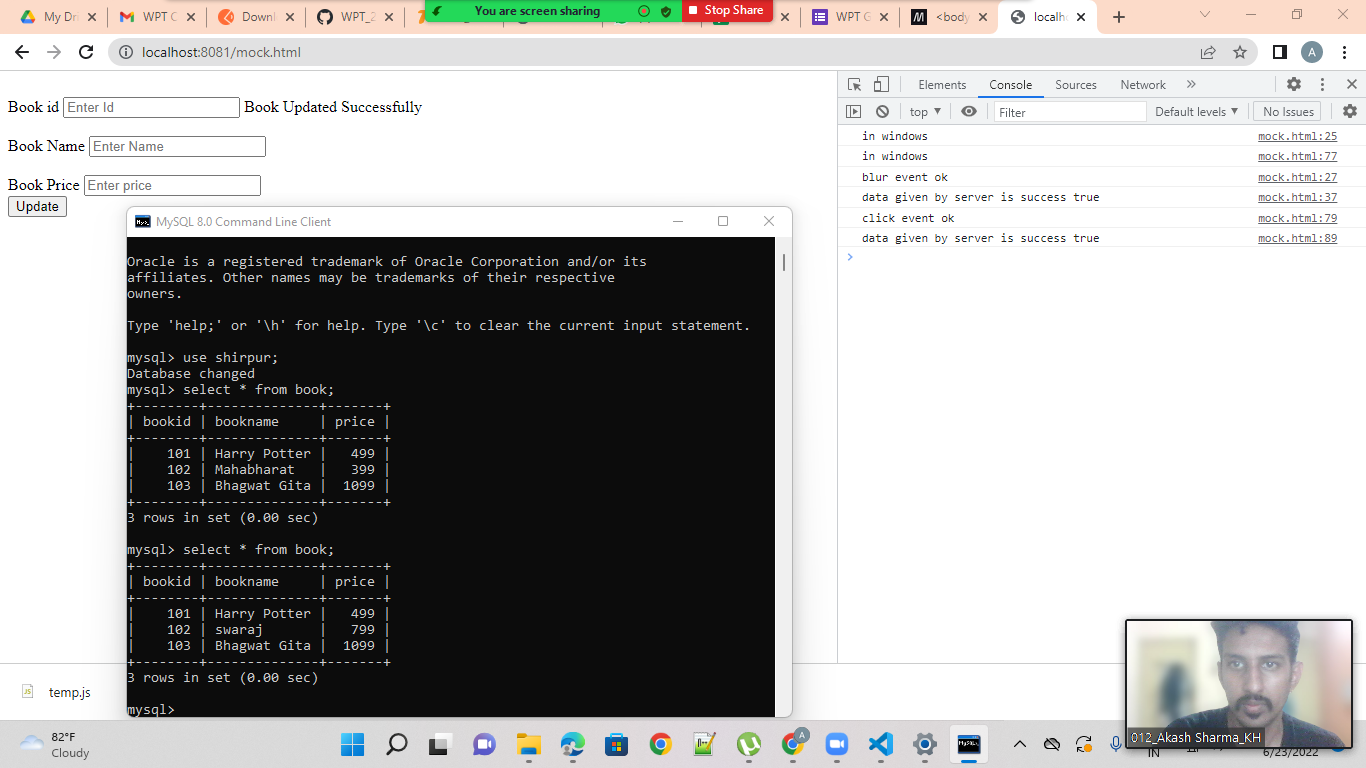 My Dri
WPT C
Downl
WPT_2
You are screen sharing
Stop Share
WPT G
<body
localh
localhost:8081/mock.html
A
Book id Enter Id Book Updated Successfully
Book Name Enter Name
Book Price Enter price
Update
Elements Console Sources Network
top Filter Default levels No Issues
in windows mock.html:25
in windows mock.html:77
blur event ok mock.html:27
data given by server is success true mock.html:37
click event ok mock.html:79
data given by server is success true mock.html:89
MySQL 8.0 Command Line Client
Oracle is a registered trademark of Oracle Corporation and/or its
affiliates. Other names may be trademarks of their respective
owners.
Type 'help;' or '\h' for help. Type '\c' to clear the current input statement.
mysql> use shirpur;
Database changed
mysql> select * from book;
+--------+--------------+-------+
| bookid | bookname     | price |
+--------+--------------+-------+
|    101 | Harry Potter |   499 |
|    102 | Mahabharat   |   399 |
|    103 | Bhagwat Gita |  1099 |
+--------+--------------+-------+
3 rows in set (0.00 sec)
mysql> select * from book;
+--------+--------------+-------+
| bookid | bookname     | price |
+--------+--------------+-------+
|    101 | Harry Potter |   499 |
|    102 | swaraj       |   799 |
|    103 | Bhagwat Gita |  1099 |
+--------+--------------+-------+
3 rows in set (0.00 sec)
mysql>
temp.js
82°F
Cloudy
012_Akash Sharma_KH
IN
6/23/2022